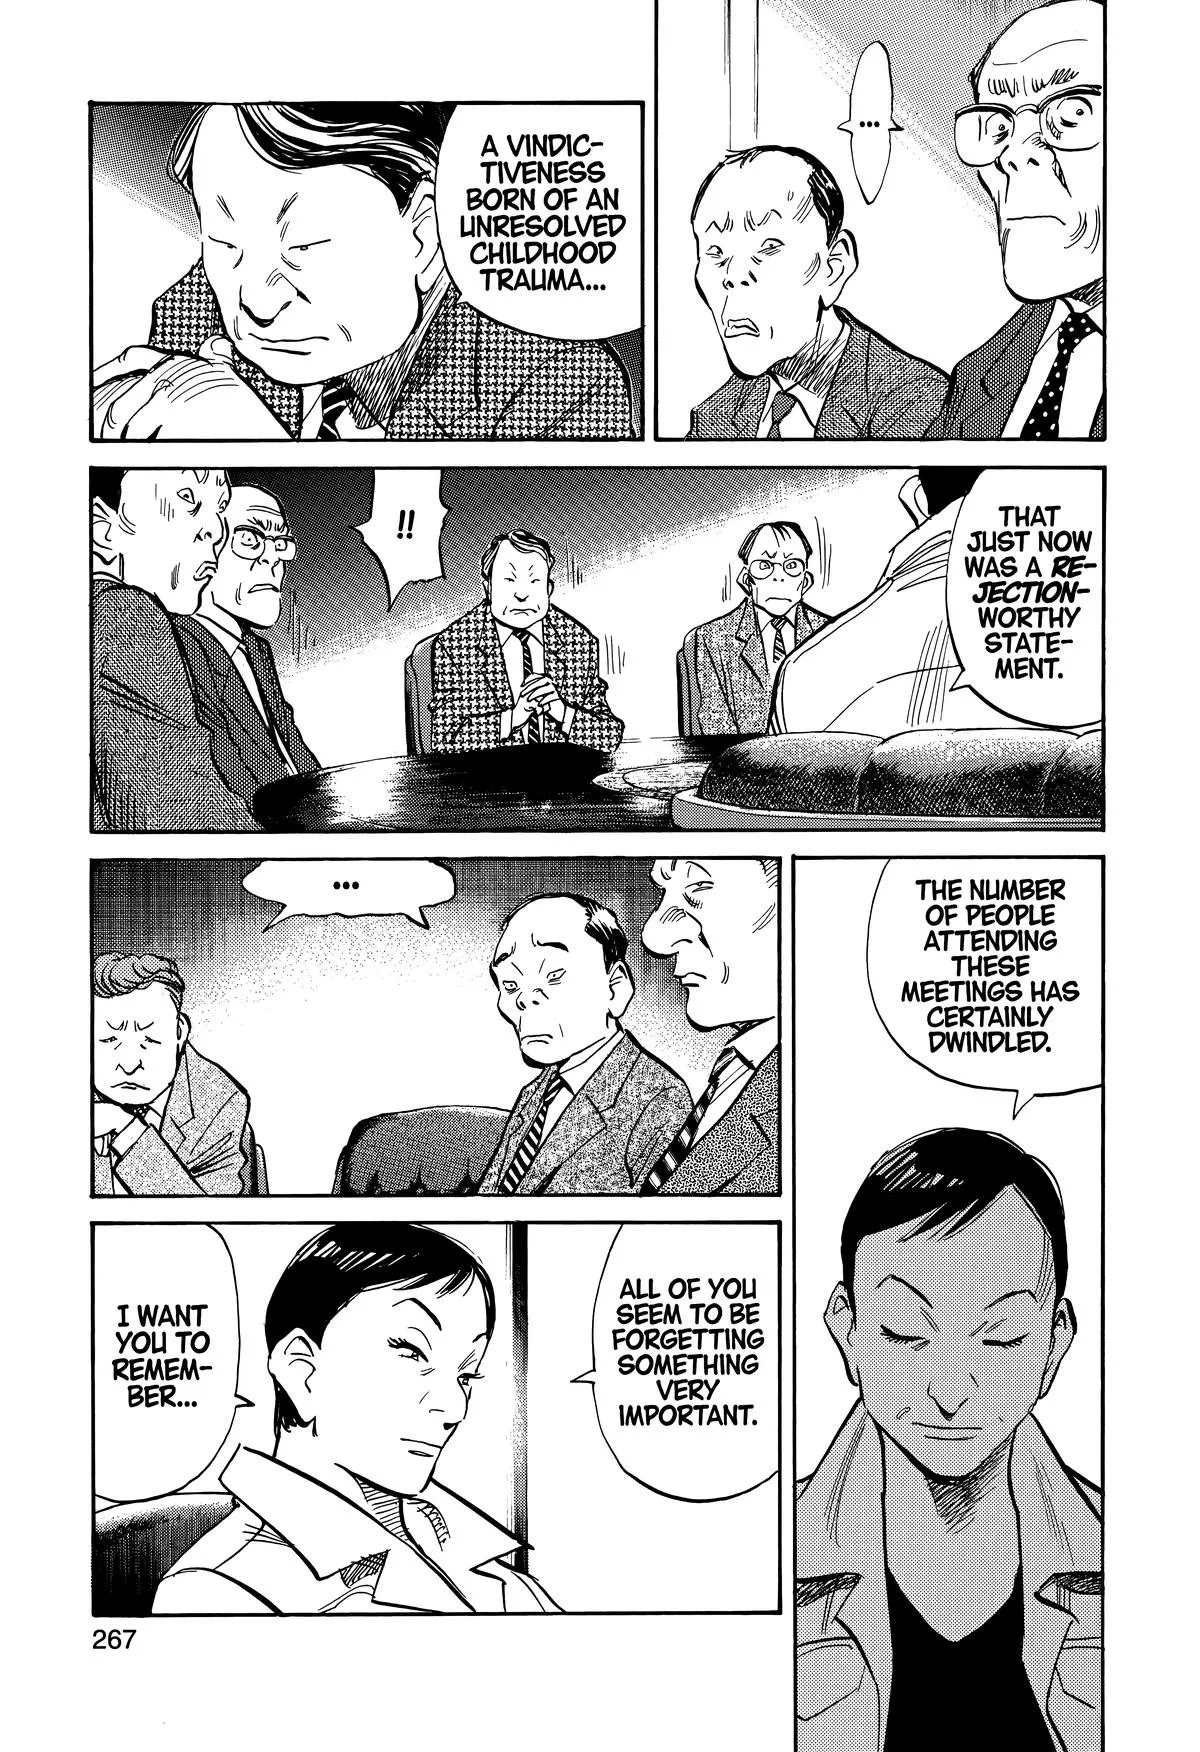 ...
A VINDIC-
TIVENESS
BORN OF AN
UNRESOLVED
CHILDHOOD
TRAUMA...
THAT
JUST NOW
WAS A RE-
JECTION-
WORTHY
STATE-
MENT.
!!
THE NUMBER
OF PEOPLE
ATTENDING
THESE
MEETINGS HAS
CERTAINLY
DWINDLED.
...
ALL OF YOU
SEEM TO BE
FORGETTING
SOMETHING
VERY
IMPORTANT.
I WANT
YOU TO
REMEM-
BER...
267